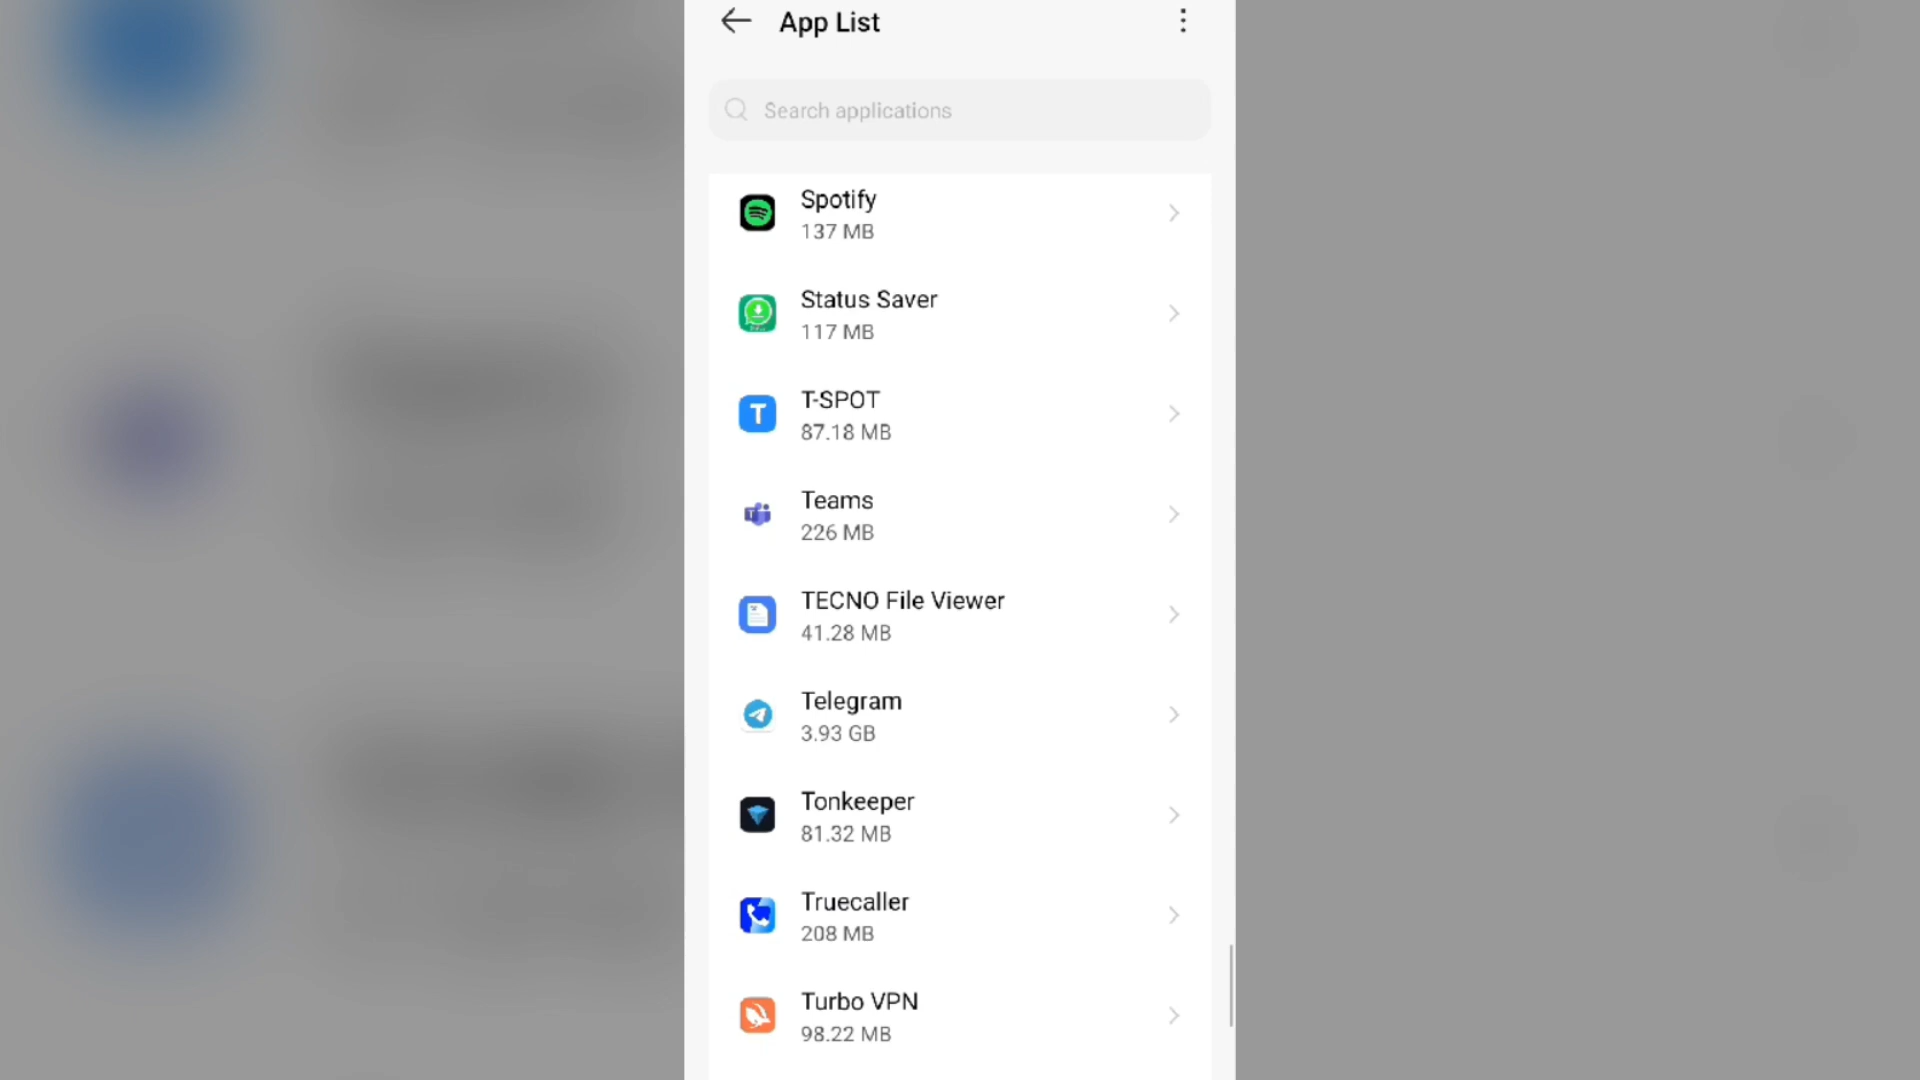 App List
Search applications
Spotify
137 MB
Status Saver
117 MB
T-SPOT
87.18 MB
Teams
226 MB
TECNO File Viewer
41.28 MB
Telegram
3.93 GB
Tonkeeper
81.32 MB
Truecaller
208 MB
Turbo VPN
98.22 MB